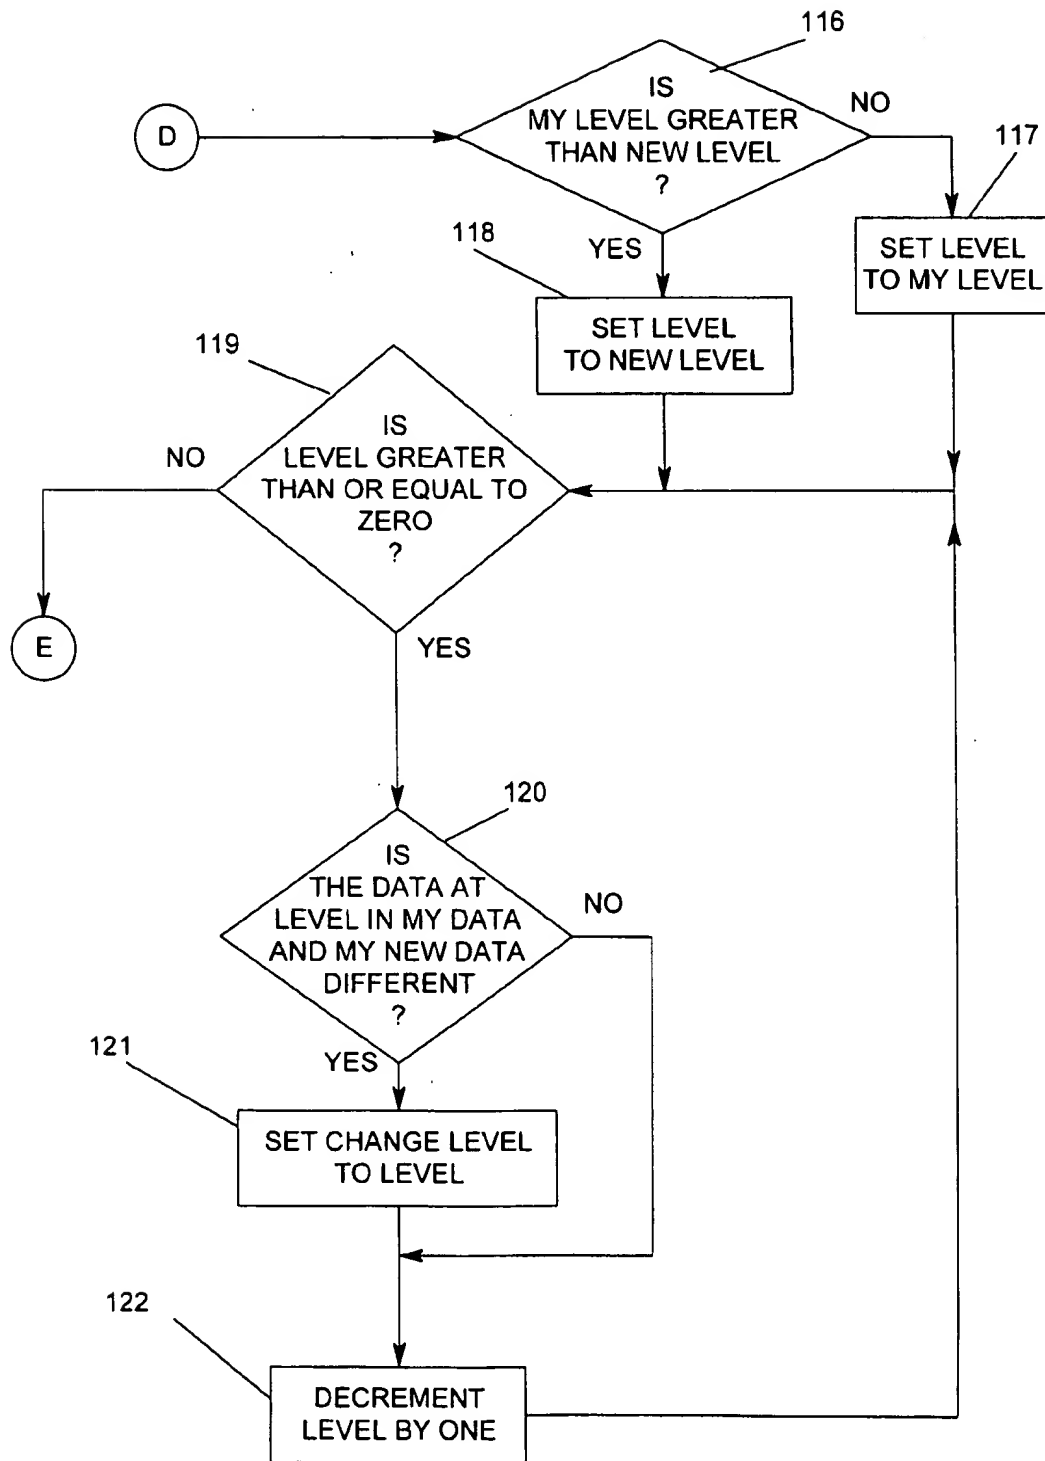 116
IS
MY LEVEL GREATER
THAN NEW LEVEL
?
D
NO
117
SET LEVEL
TO MY LEVEL
YES
118
SET LEVEL
TO NEW LEVEL
119
IS
LEVEL GREATER
THAN OR EQUAL TO
ZERO
?
NO
E
YES
120
IS
THE DATA AT
LEVEL IN MY DATA
AND MY NEW DATA
DIFFERENT
?
NO
YES
121
SET CHANGE LEVEL
TO LEVEL
122
DECREMENT
LEVEL BY ONE